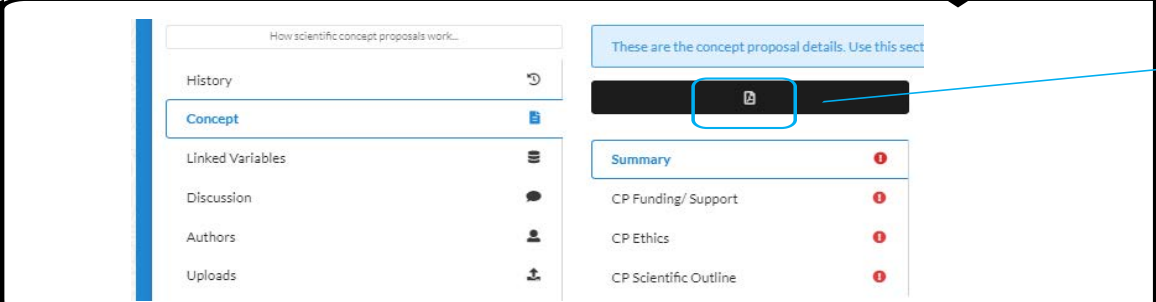 How scientific concept proposals work...
History
Concept
Linked Variables
Discussion
Authors
Uploads
These are the concept proposal details. Use this sect
Summary
CP Funding/ Support
CP Ethics
CP Scientific Outline